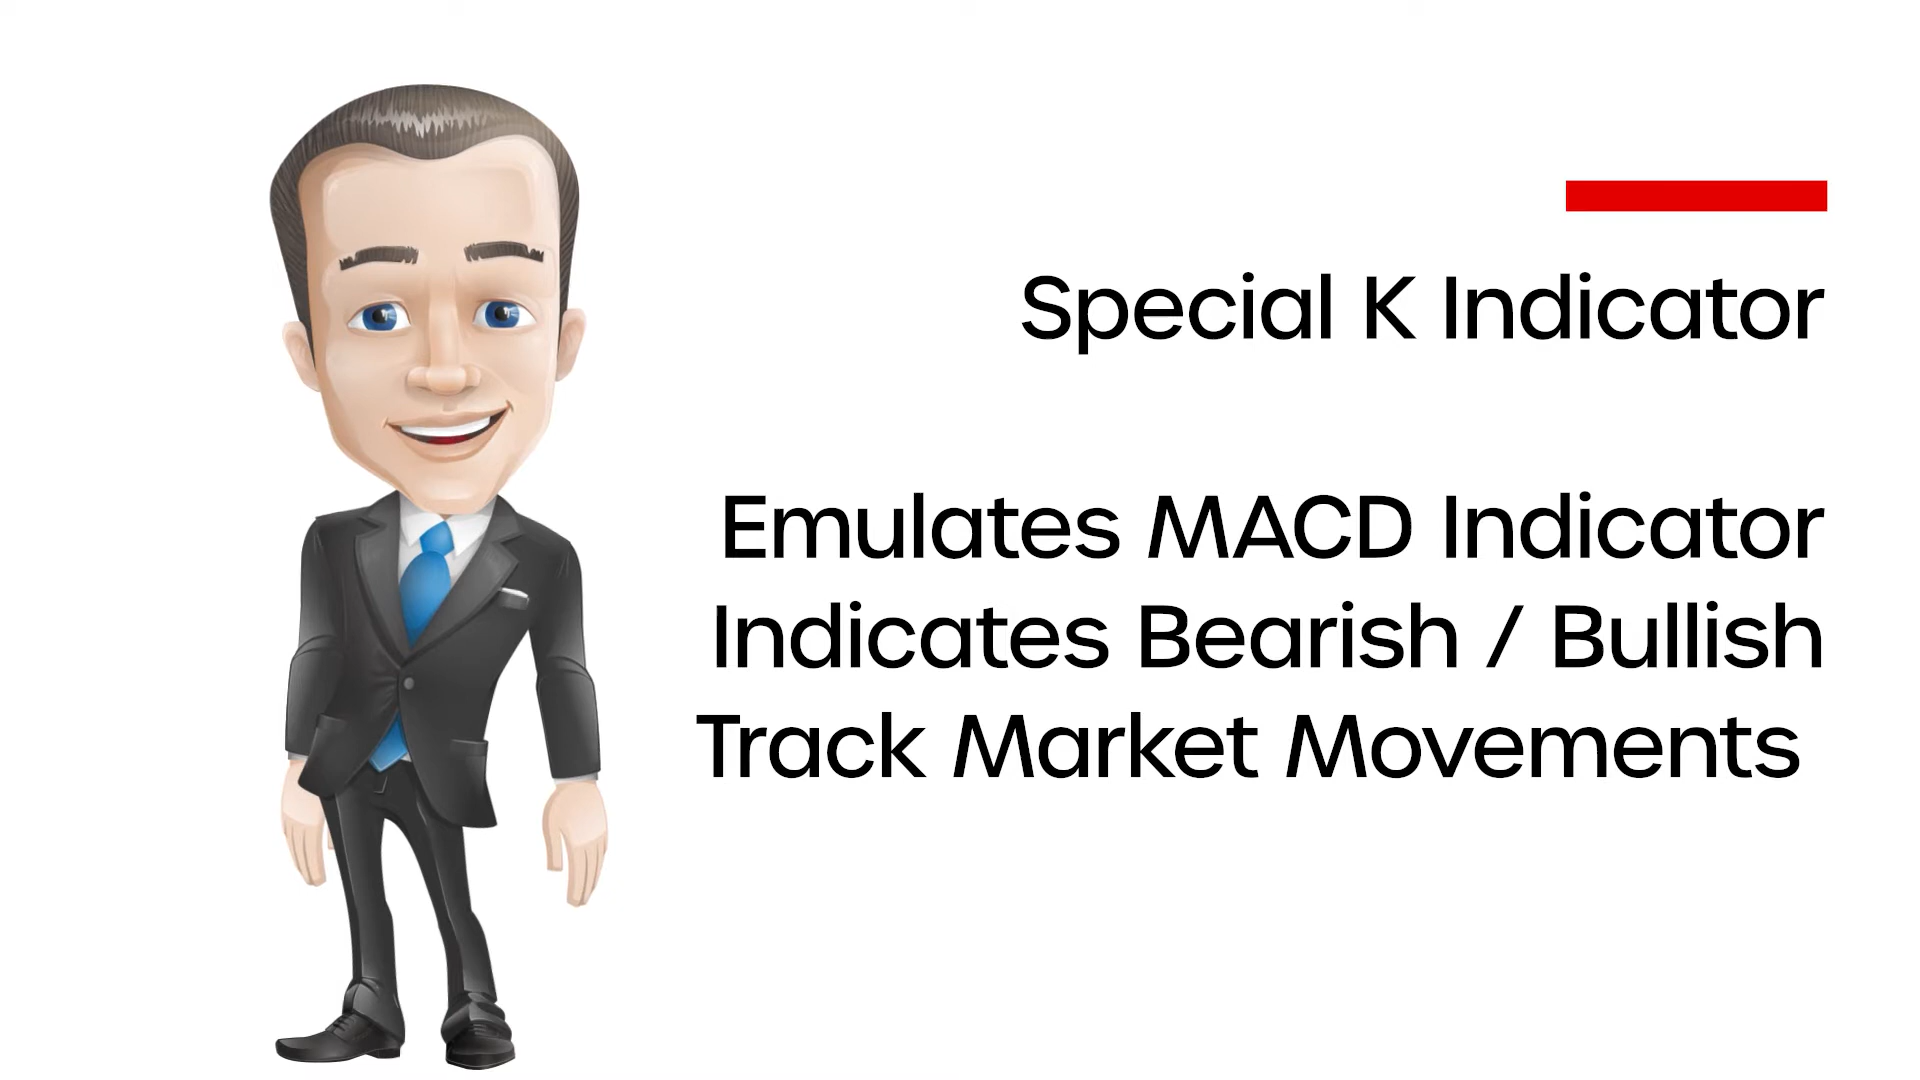 Special K Indicator
Emulates MACD Indicator
Indicates Bearish / Bullish
Track Market Movements